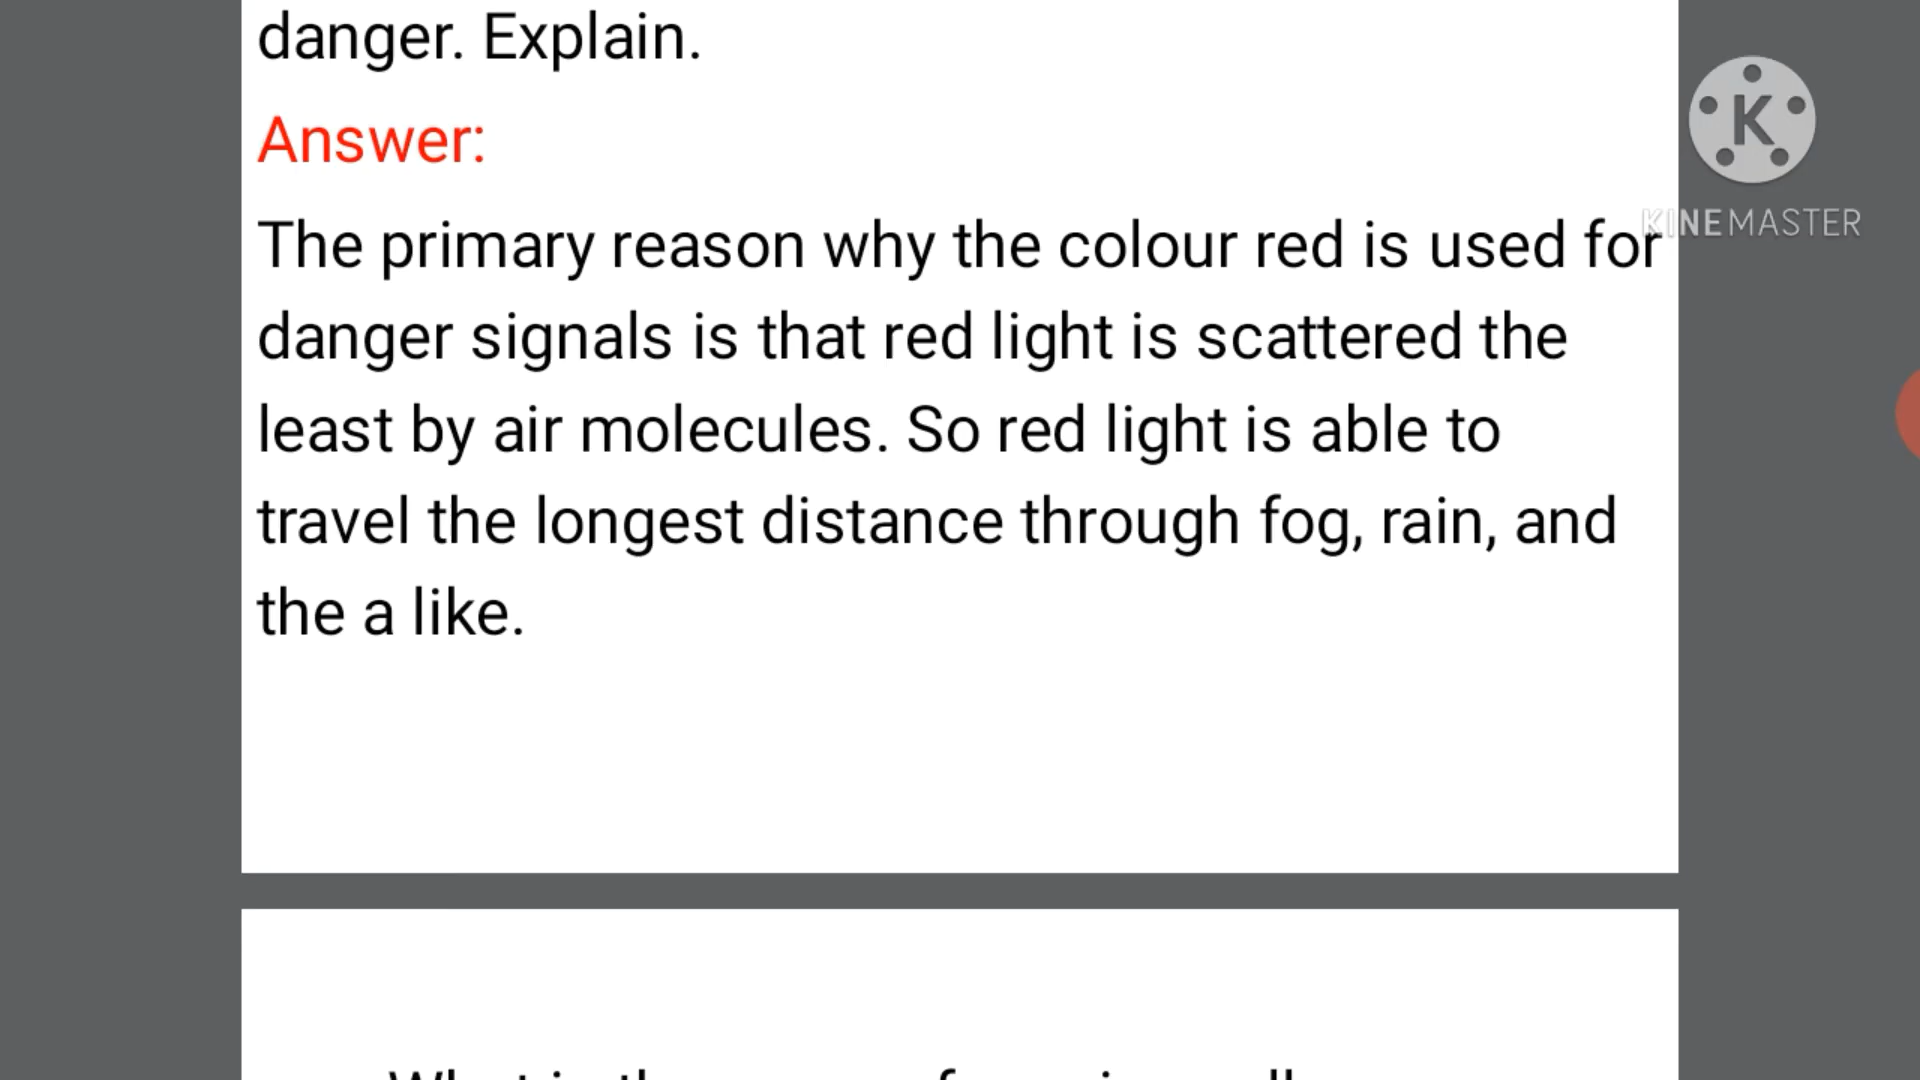 danger. Explain.
Answer:
The primary reason why the colour red is used for
danger signals is that red light is scattered the
least by air molecules. So red light is able to
travel the longest distance through fog, rain, and
the a like.
K
KINEMASTER
What is